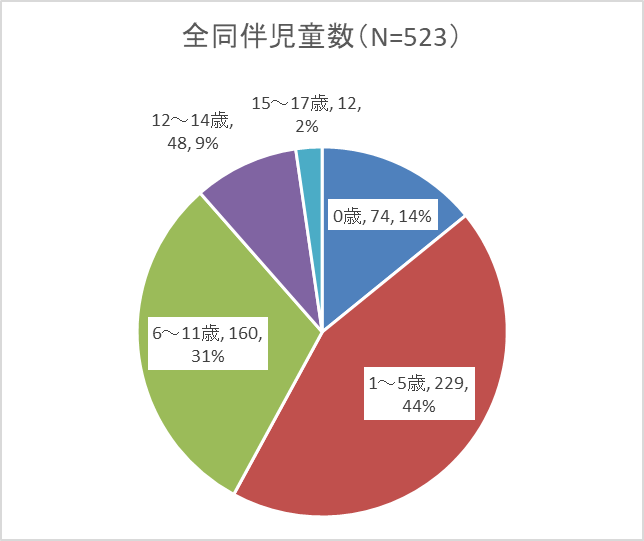 全同伴児童数（N=523）
15～17歳, 12,
2%
12～14歳,
48, 9%
0歳, 74, 14%
6～11歳, 160,
31%
1～5歳, 229,
44%